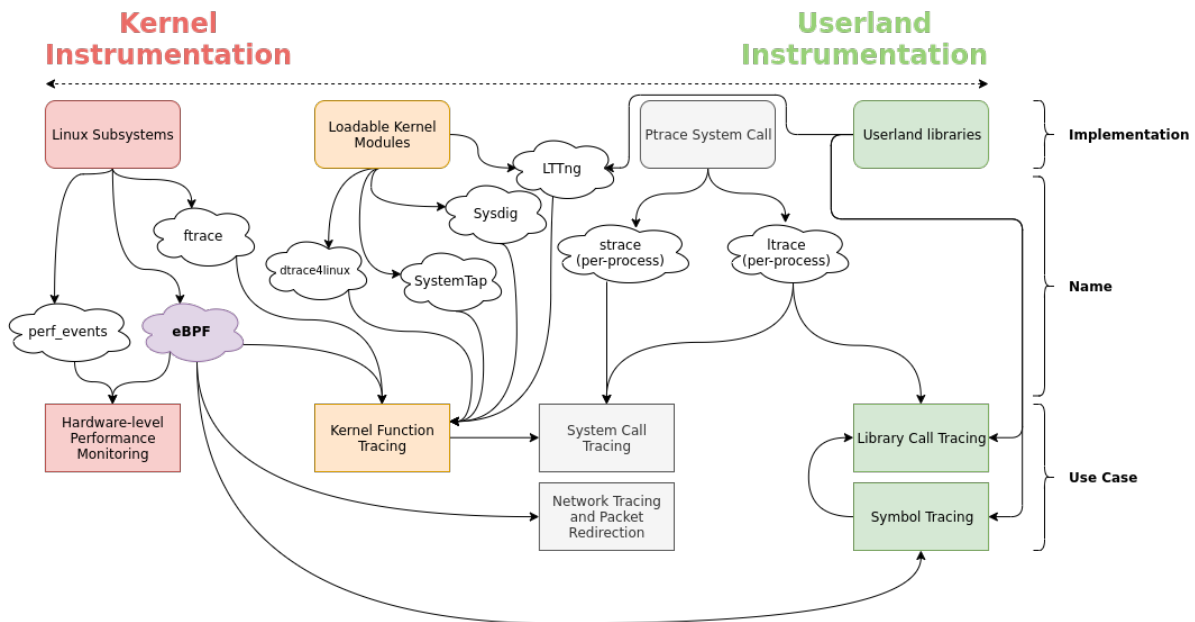 Kernel
Instrumentation
Userland
Instrumentation
Linux Subsystems
Loadable Kernel
Modules
Ptrace System Call
Userland libraries
Implementation
LTTng
Sysdig
ftrace
strace
(per-process)
ltrace
(per-process)
dtrace4linux
SystemTap
Name
perf_events
eBPF
Hardware-level
Performance
Monitoring
Kernel Function
Tracing
System Call
Tracing
Library Call Tracing
Use Case
Network Tracing
and Packet
Redirection
Symbol Tracing